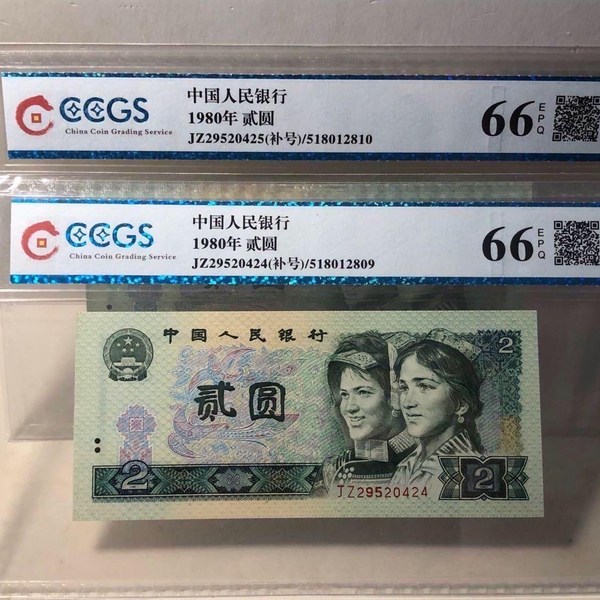 CCGS
China Coin Grading Service
中国人民银行
1980年 贰圆
JZ29520425(补号)/518012810
66
EPQ
CCGS
China Coin Grading Service
中国人民银行
1980年 贰圆
JZ29520424(补号)/518012809
66
EPQ
中国人民银行
贰圆
2
2
JZ29520424
2